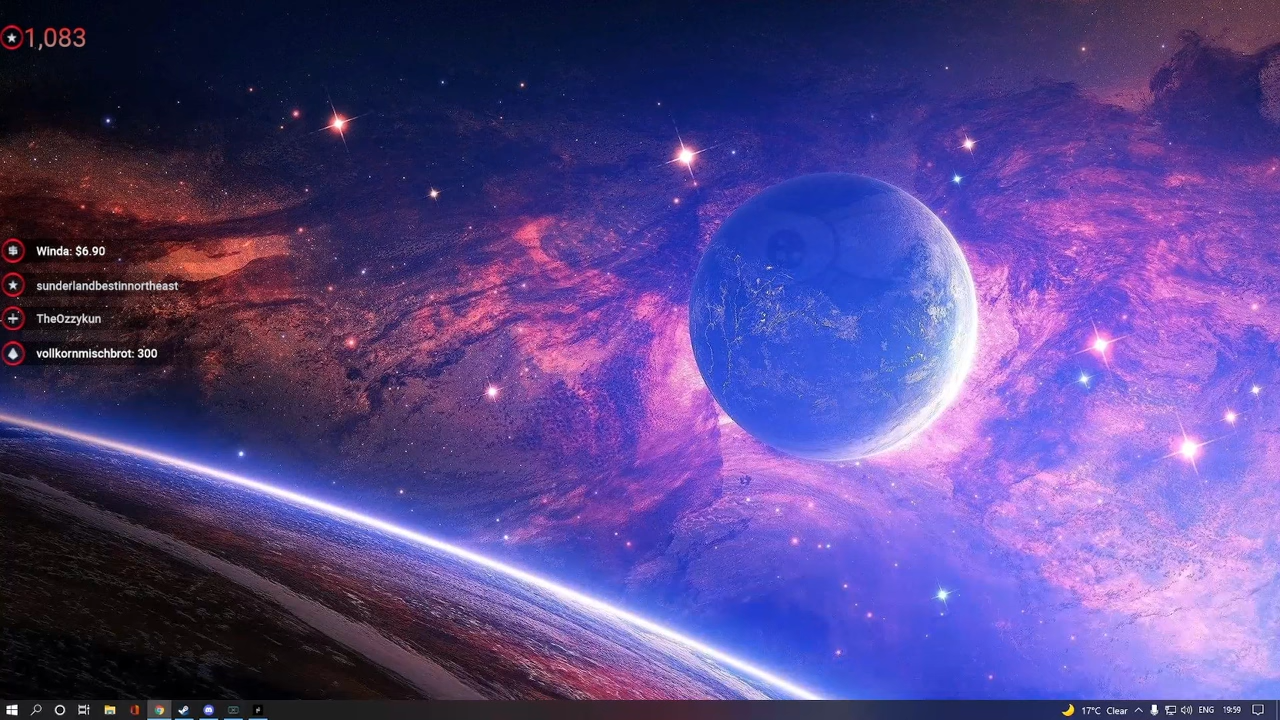 1,083
Winda: $6.90
sunderlandbestinnortheast
TheOzzykun
vollkornmischbrot: 300
17°C Clear
ENG
19:59